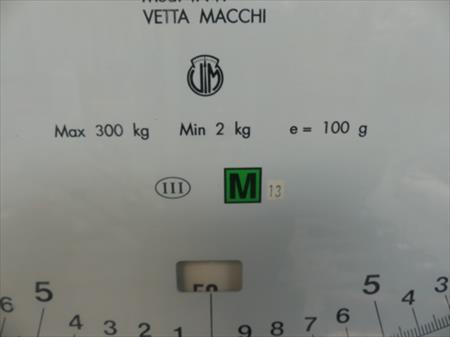 VETTA MACCHI
VIM
Max 300 kg Min 2 kg e = 100 g
III M 13
6 5 4 3 2 1 9 8 7 6 5 4 3